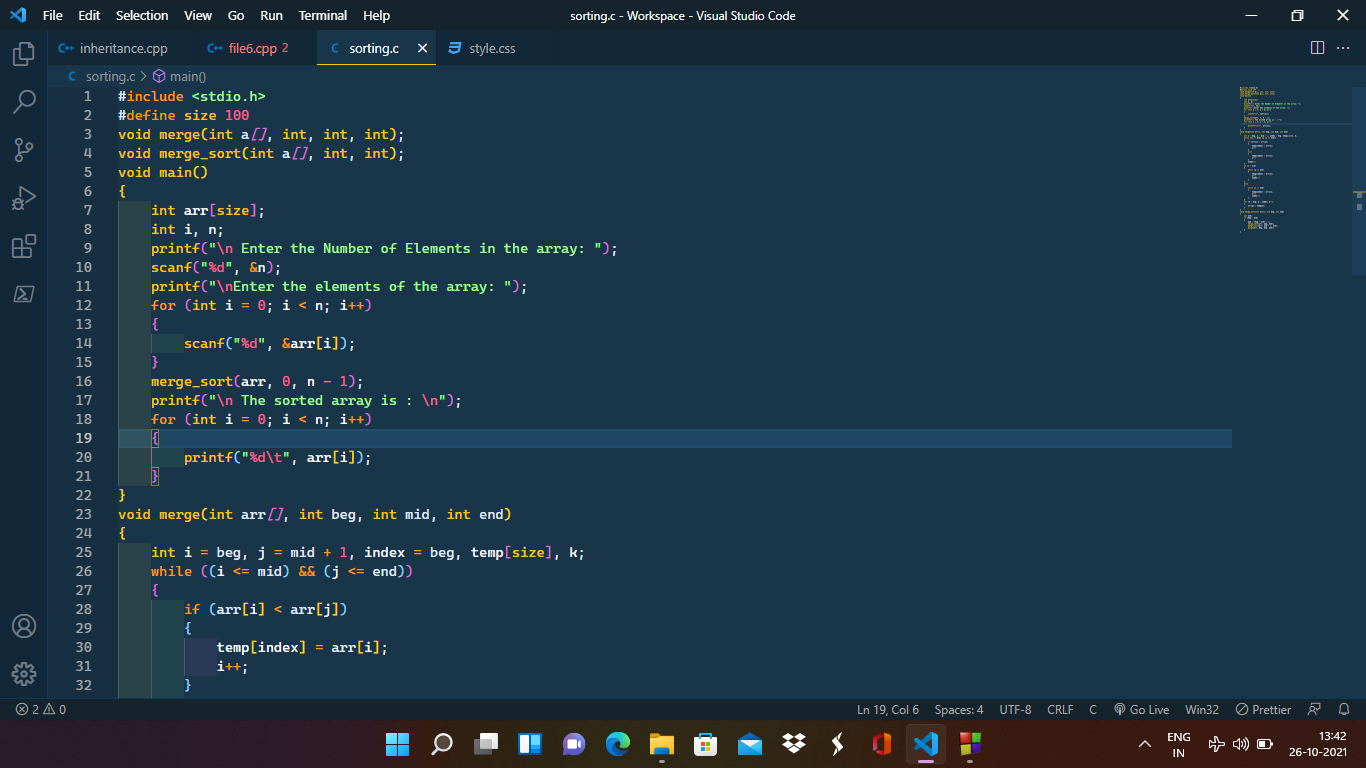 File Edit Selection View Go Run Terminal Help sorting.c - Workspace - Visual Studio Code
inheritance.cpp file6.cpp 2 C sorting.c style.css
C sorting.c > main()
1 #include <stdio.h>
2 #define size 100
3 void merge(int a[], int, int, int);
4 void merge_sort(int a[], int, int);
5 void main()
6 {
7 int arr[size];
8 int i, n;
9 printf("\n Enter the Number of Elements in the array: ");
10 scanf("%d", &n);
11 printf("\nEnter the elements of the array: ");
12 for (int i = 0; i < n; i++)
13 {
14 scanf("%d", &arr[i]);
15 }
16 merge_sort(arr, 0, n - 1);
17 printf("\n The sorted array is : \n");
18 for (int i = 0; i < n; i++)
19 {
20 printf("%d\t", arr[i]);
21 }
22 }
23 void merge(int arr[], int beg, int mid, int end)
24 {
25 int i = beg, j = mid + 1, index = beg, temp[size], k;
26 while ((i <= mid) && (j <= end))
27 {
28 if (arr[i] < arr[j])
29 {
30 temp[index] = arr[i];
31 i++;
32 }
2 0 Ln 19, Col 6 Spaces: 4 UTF-8 CRLF C Go Live Win32 Prettier
ENG 13:42
IN 26-10-2021